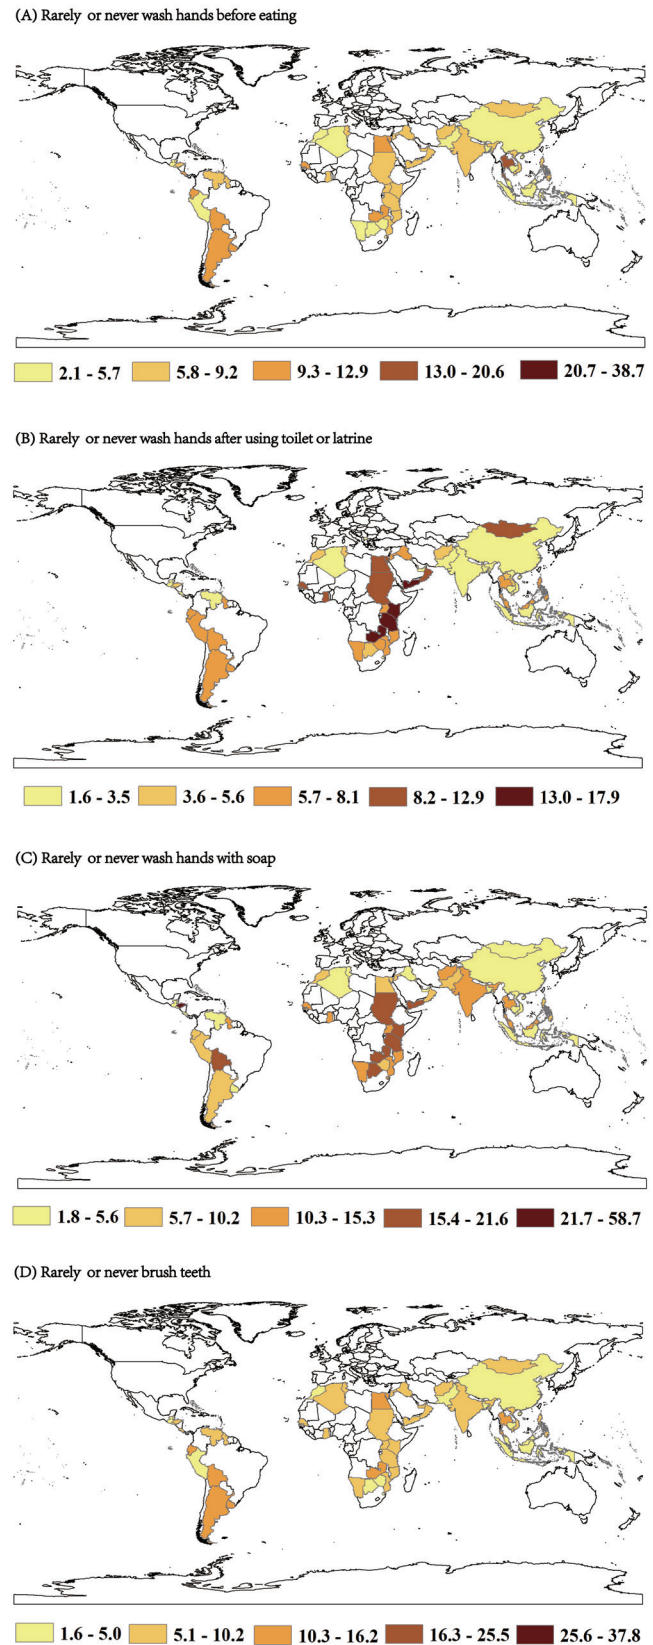 (A) Rarely or never wash hands before eating
2.1 - 5.7 5.8 - 9.2 9.3 - 12.9 13.0 - 20.6 20.7 - 38.7
(B) Rarely or never wash hands after using toilet or latrine
1.6 - 3.5 3.6 - 5.6 5.7 - 8.1 8.2 - 12.9 13.0 - 17.9
(C) Rarely or never wash hands with soap
1.8 - 5.6 5.7 - 10.2 10.3 - 15.3 15.4 - 21.6 21.7 - 58.7
(D) Rarely or never brush teeth
1.6 - 5.0 5.1 - 10.2 10.3 - 16.2 16.3 - 25.5 25.6 - 37.8